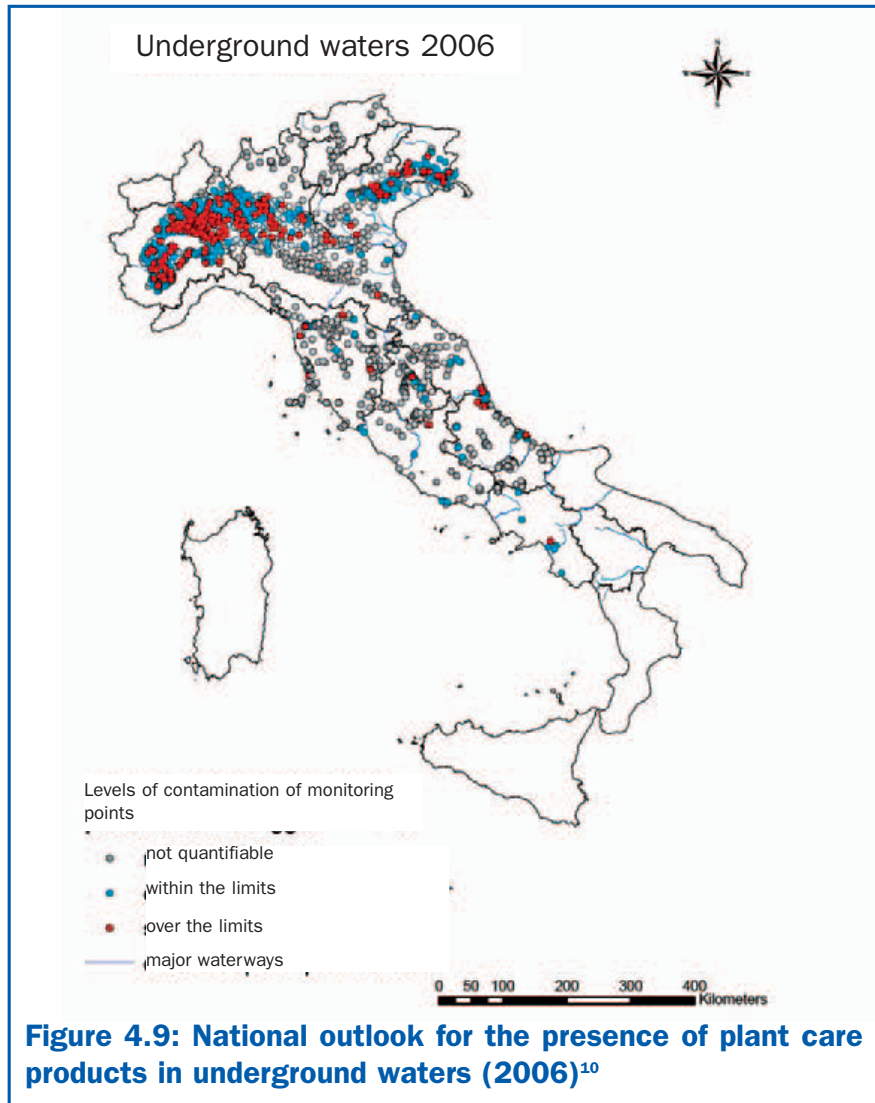 Underground waters 2006
Levels of contamination of monitoring
points
not quantifiable
within the limits
over the limits
major waterways
0 50 100 200 300 400
Kilometers
Figure 4.9: National outlook for the presence of plant care
products in underground waters (2006)¹⁰